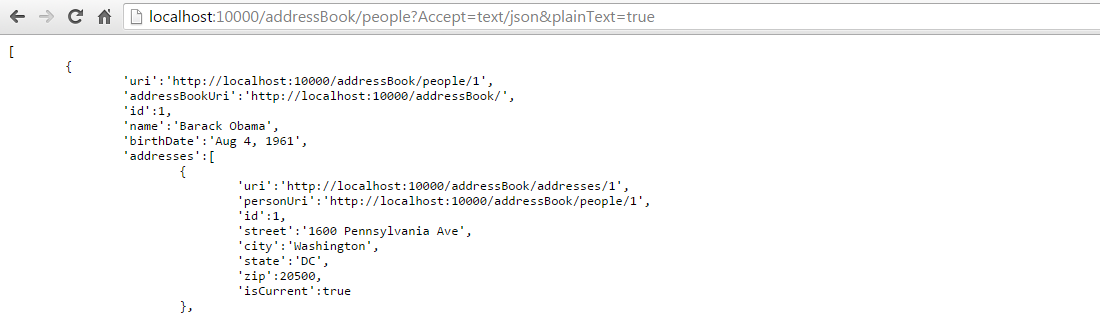 localhost:10000/addressBook/people?Accept=text/json&plainText=true
[
{
'uri':'http://localhost:10000/addressBook/people/1',
'addressBookUri':'http://localhost:10000/addressBook/',
'id':1,
'name':'Barack Obama',
'birthDate':'Aug 4, 1961',
'addresses':[
{
'uri':'http://localhost:10000/addressBook/addresses/1',
'personUri':'http://localhost:10000/addressBook/people/1',
'id':1,
'street':'1600 Pennsylvania Ave',
'city':'Washington',
'state':'DC',
'zip':20500,
'isCurrent':true
},